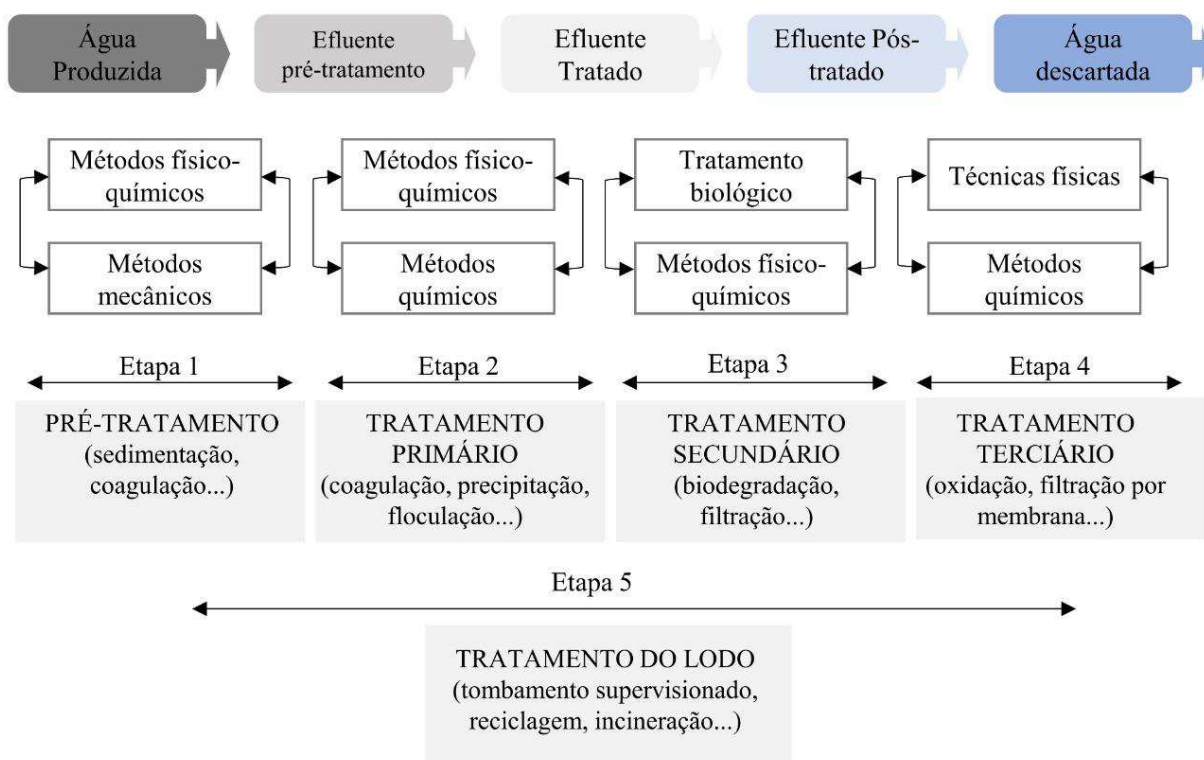 Água
Produzida
Efluente
pré-tratamento
Efluente
Tratado
Efluente Pós-
tratado
Água
descartada
Métodos físico-
químicos
Métodos físico-
químicos
Tratamento
biológico
Técnicas físicas
Métodos
mecânicos
Métodos
químicos
Métodos físico-
químicos
Métodos
químicos
Etapa 1
Etapa 2
Etapa 3
Etapa 4
PRÉ-TRATAMENTO
(sedimentação,
coagulação...)
TRATAMENTO
PRIMÁRIO
(coagulação, precipitação,
floculação...)
TRATAMENTO
SECUNDÁRIO
(biodegradação,
filtração...)
TRATAMENTO
TERCIÁRIO
(oxidação, filtração por
membrana...)
Etapa 5
TRATAMENTO DO LODO
(tombamento supervisionado,
reciclagem, incineração...)